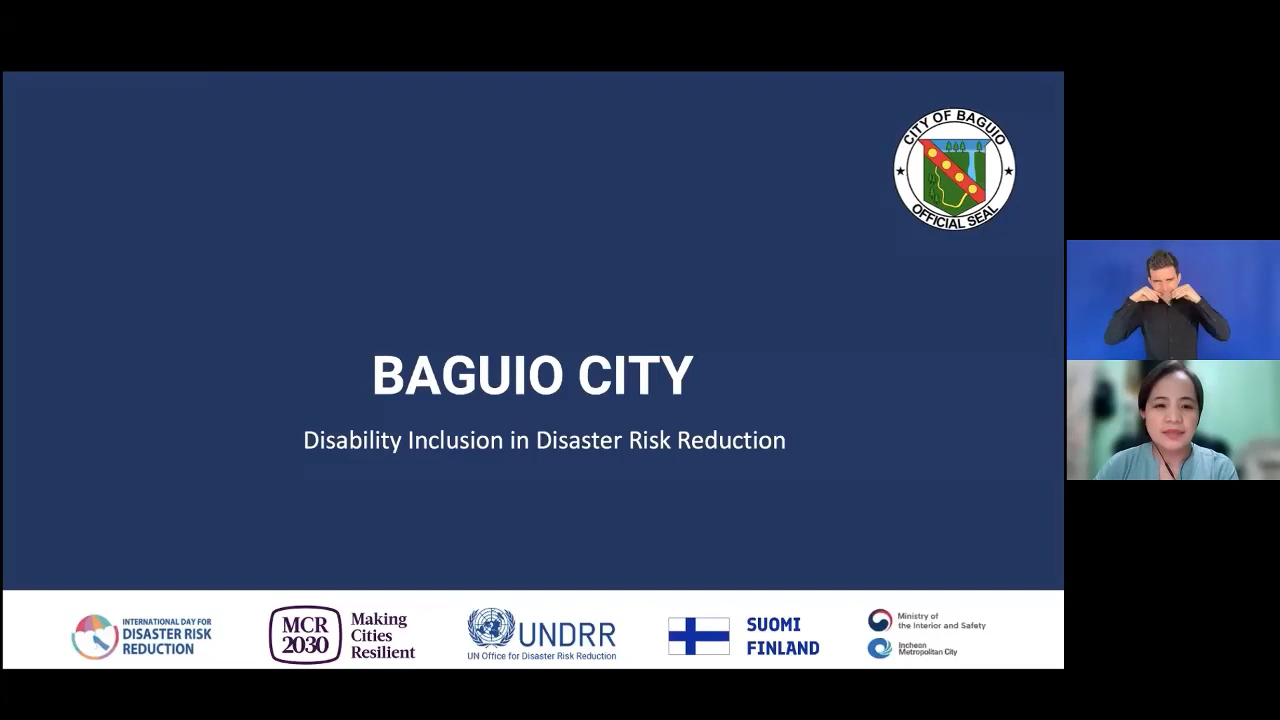 CITY OF BAGUIO
OFFICIAL SEAL
BAGUIO CITY
Disability Inclusion in Disaster Risk Reduction
INTERNATIONAL DAY FOR
DISASTER RISK
REDUCTION
MCR
2030
Making
Cities
Resilient
UNDRR
UN Office for Disaster Risk Reduction
SUOMI
FINLAND
Ministry of
the Interior and Safety
Incheon
Metropolitan City